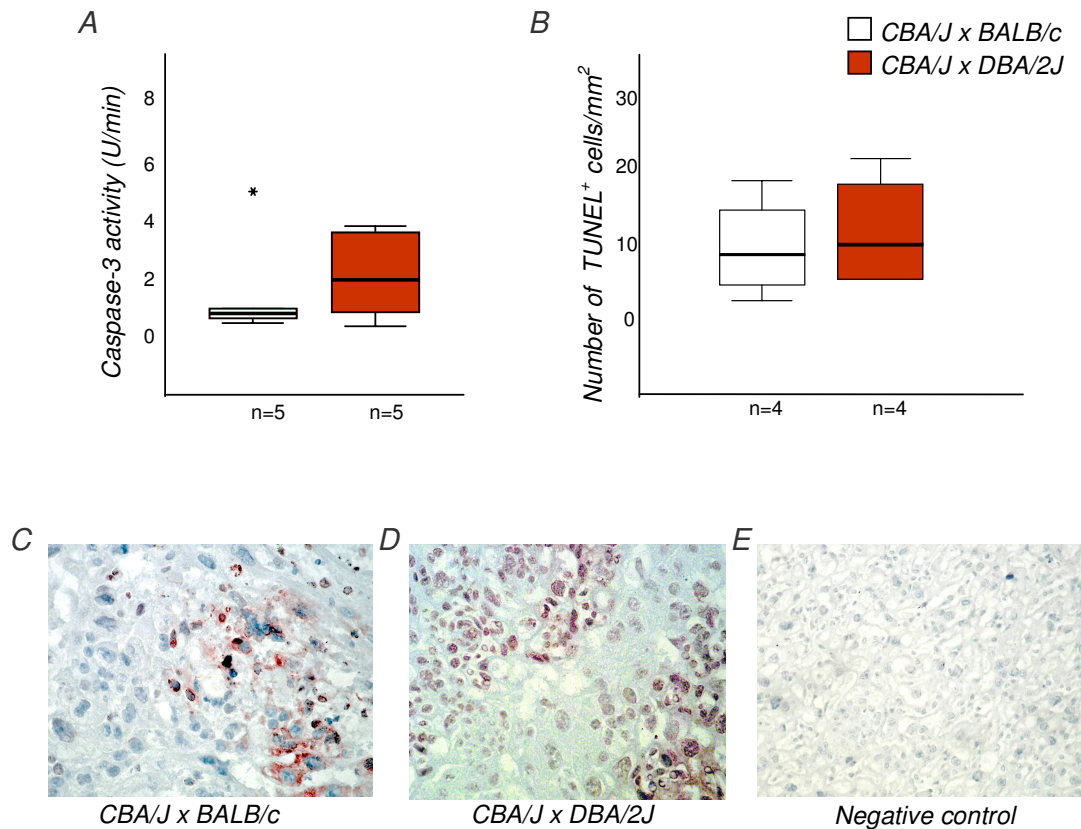 A
B
CBA/J x BALB/c
CBA/J x DBA/2J
Caspase-3 activity (U/min)
8
6
4
2
0
*
n=5
n=5
Number of TUNEL⁺ cells/mm²
30
20
10
0
n=4
n=4
C
D
E
CBA/J x BALB/c
CBA/J x DBA/2J
Negative control